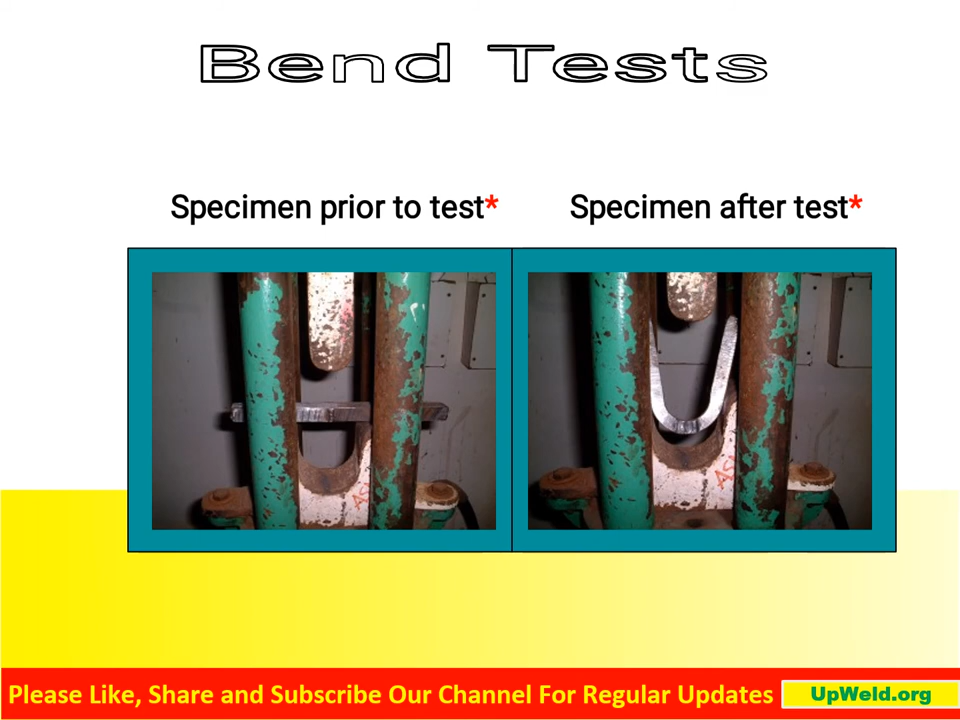 Bend Tests
Specimen prior to test*
Specimen after test*
Please Like, Share and Subscribe Our Channel For Regular Updates
UpWeld.org